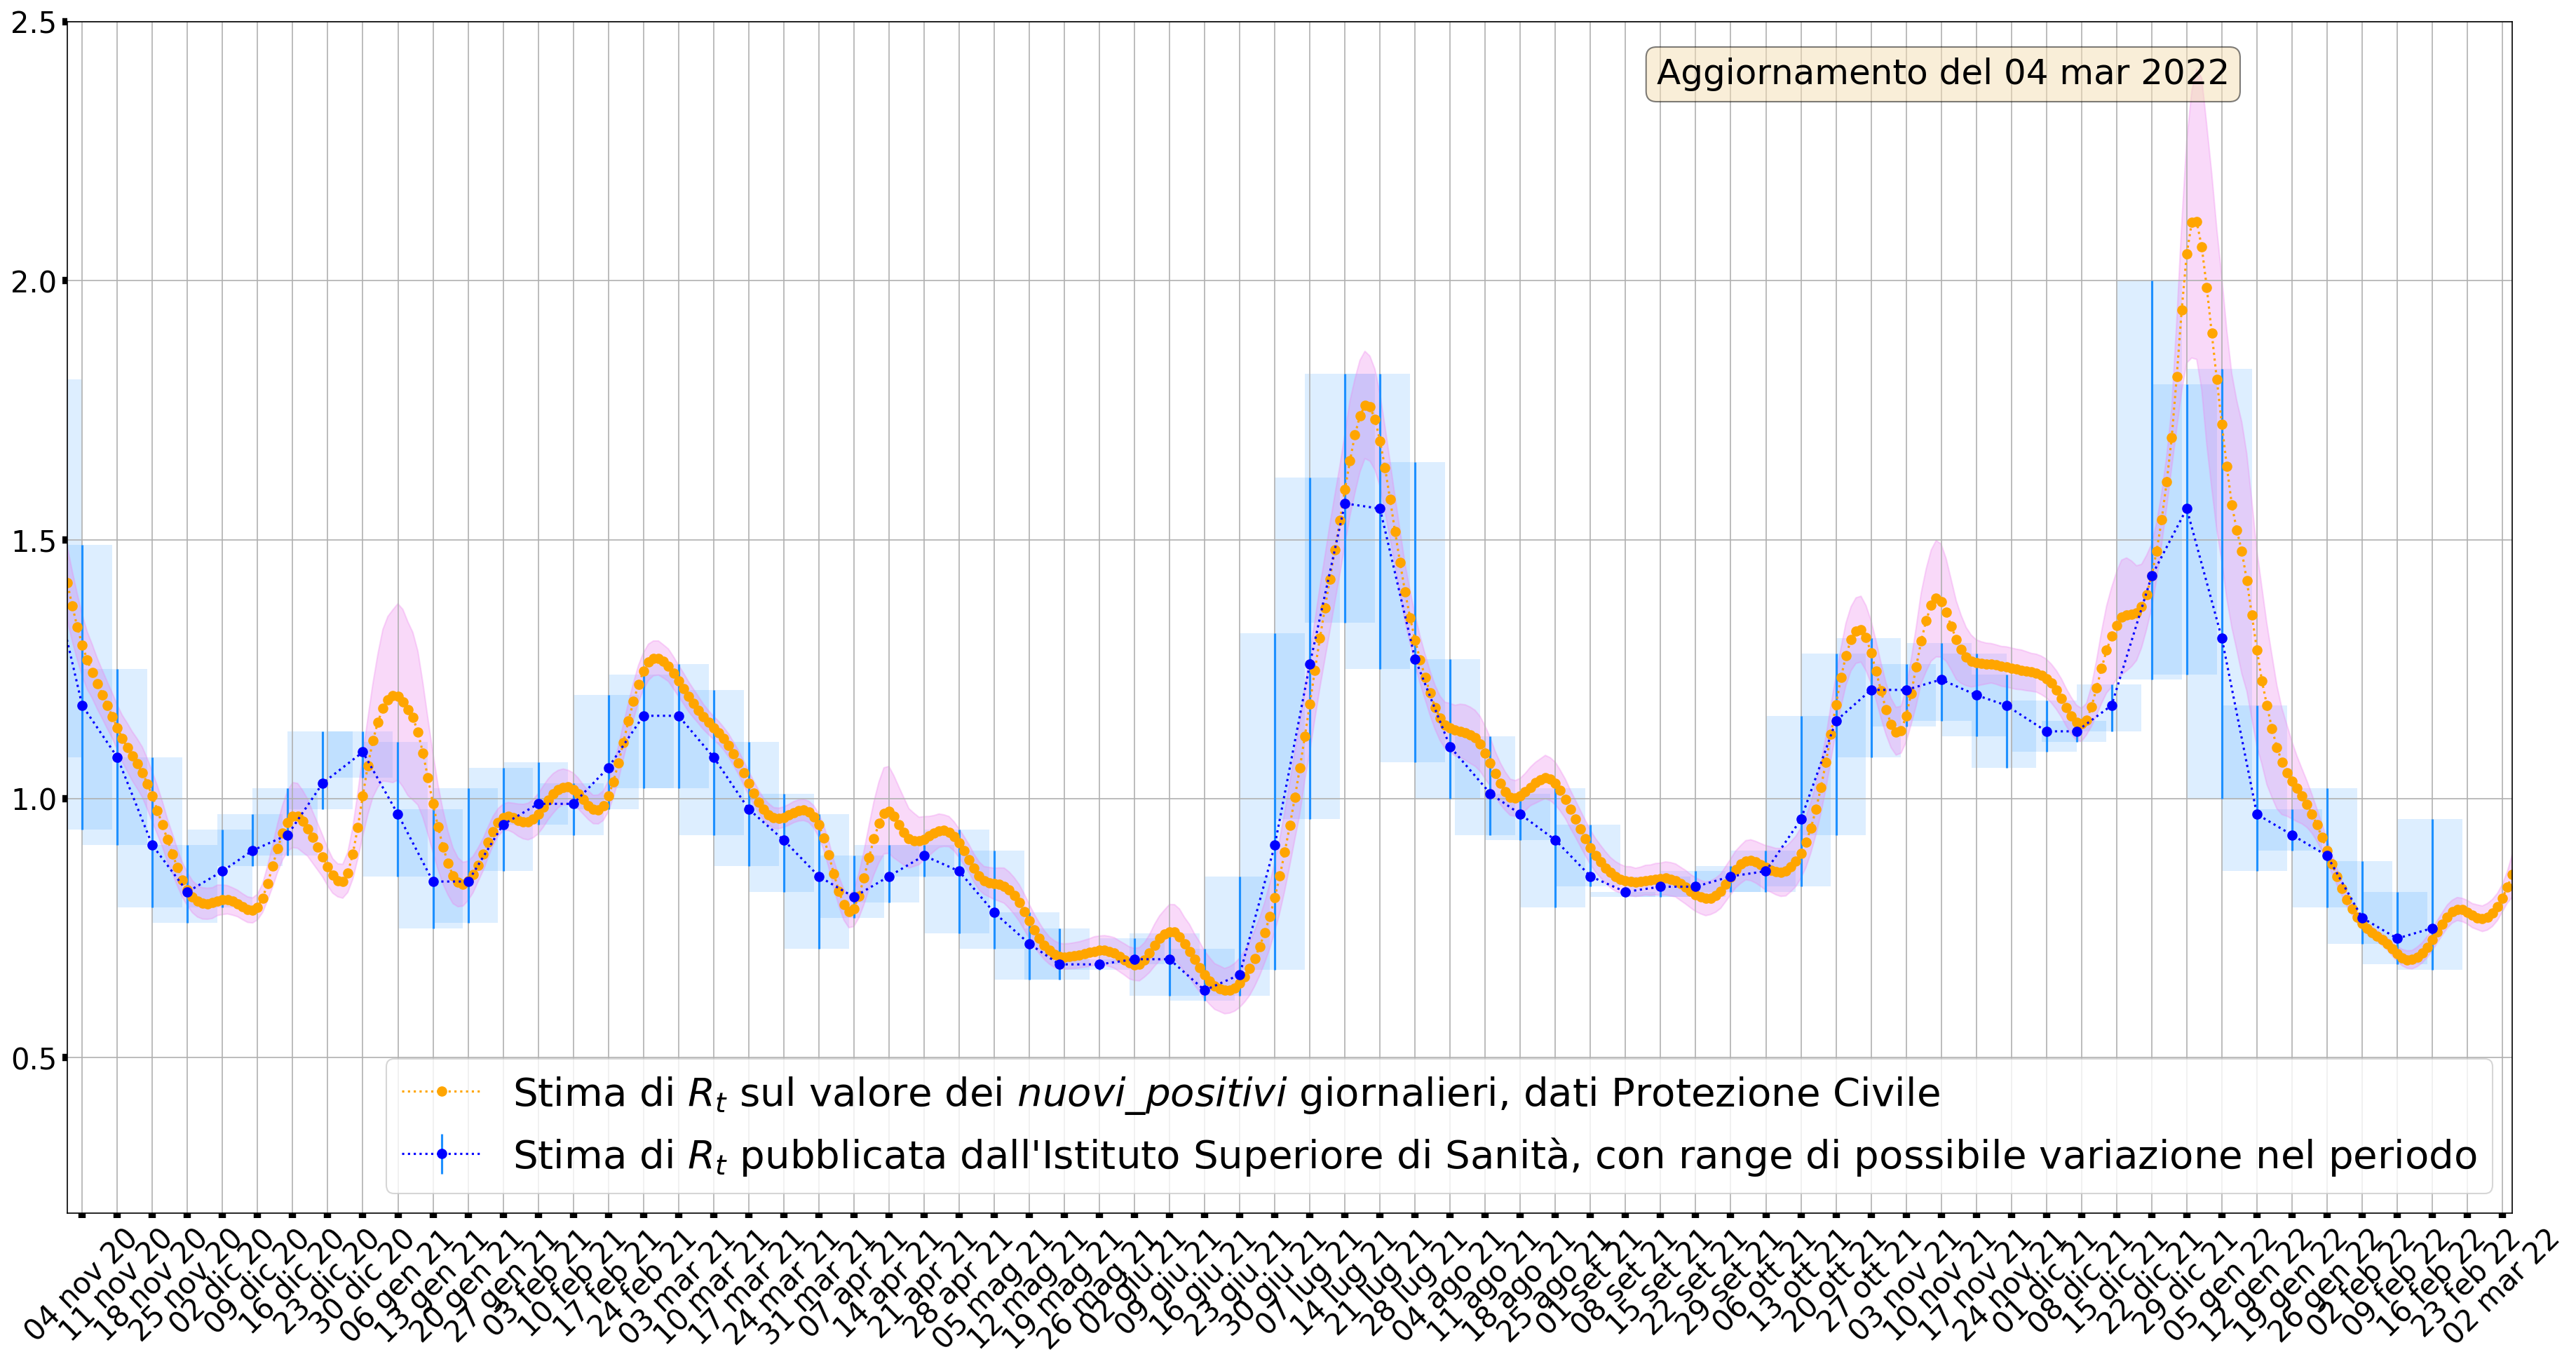 2.5
Aggiornamento del 04 mar 2022
2.0
1.5
1.0
0.5
Stima di Rt sul valore dei nuovi_positivi giornalieri, dati Protezione Civile
Stima di Rt pubblicata dall'Istituto Superiore di Sanità, con range di possibile variazione nel periodo
04 nov 20
11 nov 20
18 nov 20
25 nov 20
02 dic 20
09 dic 20
16 dic 20
23 dic 20
30 dic 20
06 gen 21
13 gen 21
20 gen 21
27 gen 21
03 feb 21
10 feb 21
17 feb 21
24 feb 21
03 mar 21
10 mar 21
17 mar 21
24 mar 21
31 mar 21
07 apr 21
14 apr 21
21 apr 21
28 apr 21
05 mag 21
12 mag 21
19 mag 21
26 mag 21
02 giu 21
09 giu 21
16 giu 21
23 giu 21
30 giu 21
07 lug 21
14 lug 21
21 lug 21
28 lug 21
04 ago 21
11 ago 21
18 ago 21
25 ago 21
01 set 21
08 set 21
15 set 21
22 set 21
29 set 21
06 ott 21
13 ott 21
20 ott 21
27 ott 21
03 nov 21
10 nov 21
17 nov 21
24 nov 21
01 dic 21
08 dic 21
15 dic 21
22 dic 21
29 dic 21
05 gen 22
12 gen 22
19 gen 22
26 gen 22
02 feb 22
09 feb 22
16 feb 22
23 feb 22
02 mar 22